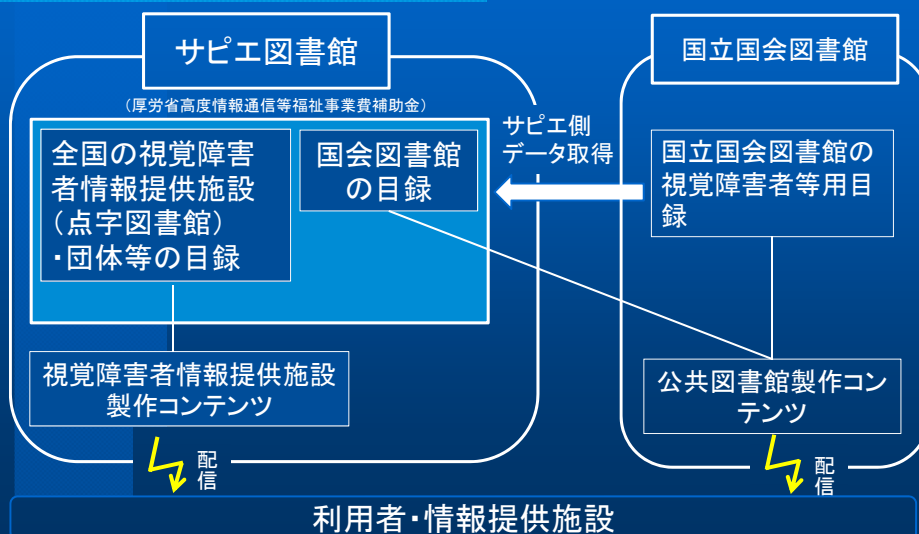 サピエ図書館
(厚労省高度情報通信等福祉事業費補助金)
全国の視覚障害
者情報提供施設
(点字図書館)
・団体等の目録
国会図書館
の目録
サピエ側
データ取得
国立国会図書館
国立国会図書館の
視覚障害者等用目
録
視覚障害者情報提供施設
製作コンテンツ
公共図書館製作コン
テンツ
配
信
配
信
利用者・情報提供施設